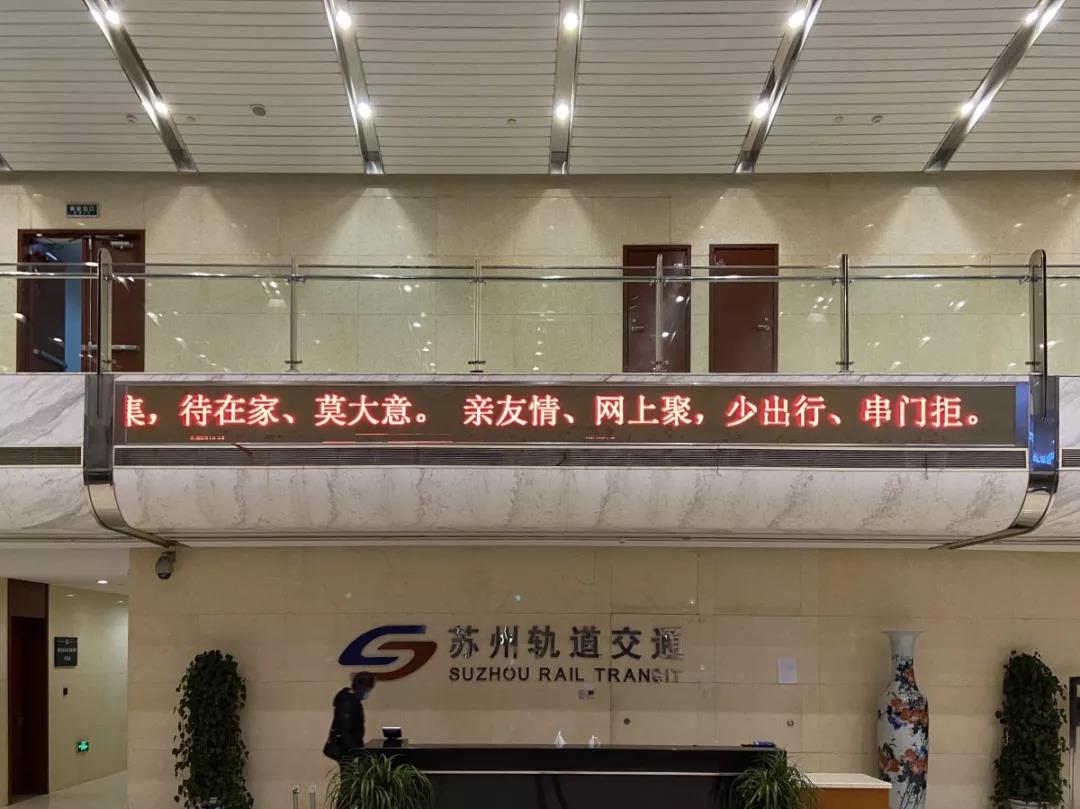 集，待在家、莫大意。 亲友情、网上聚，少出行、串门拒。
苏州轨道交通
SUZHOU RAIL TRANSIT